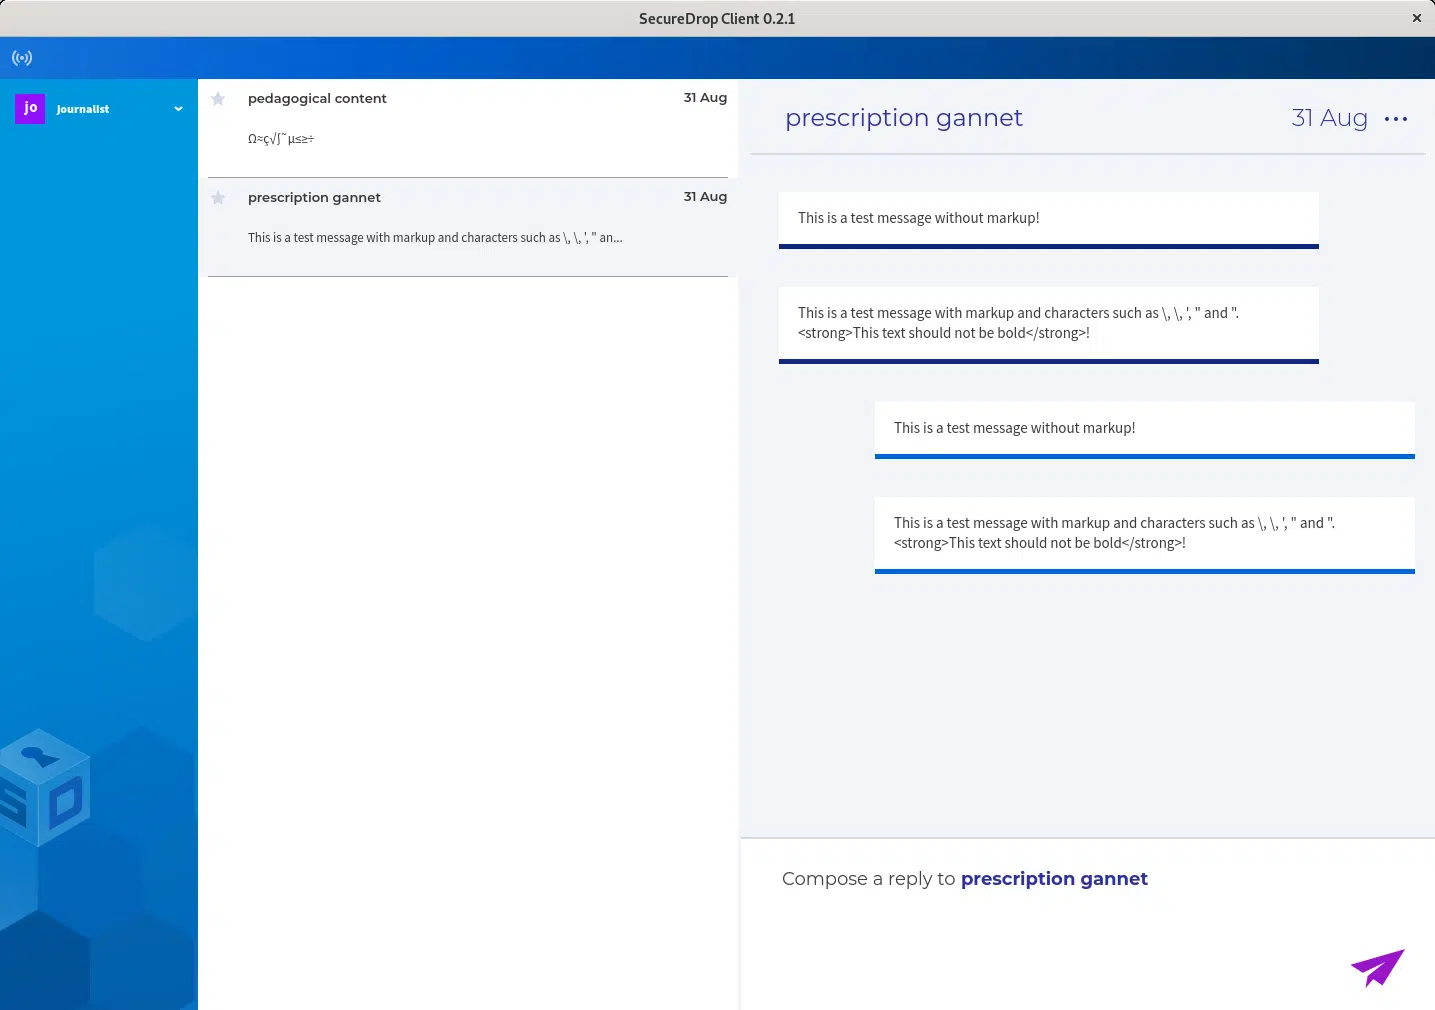 SecureDrop Client 0.2.1
jo
journalist
pedagogical content
31 Aug
Ω≈ç√∫˜µ≤≥÷
prescription gannet
31 Aug
This is a test message with markup and characters such as \, \, ', " an...
prescription gannet
31 Aug
This is a test message without markup!
This is a test message with markup and characters such as \, \, ', " and ".
<strong>This text should not be bold</strong>!
This is a test message without markup!
This is a test message with markup and characters such as \, \, ', " and ".
<strong>This text should not be bold</strong>!
Compose a reply to prescription gannet
SD